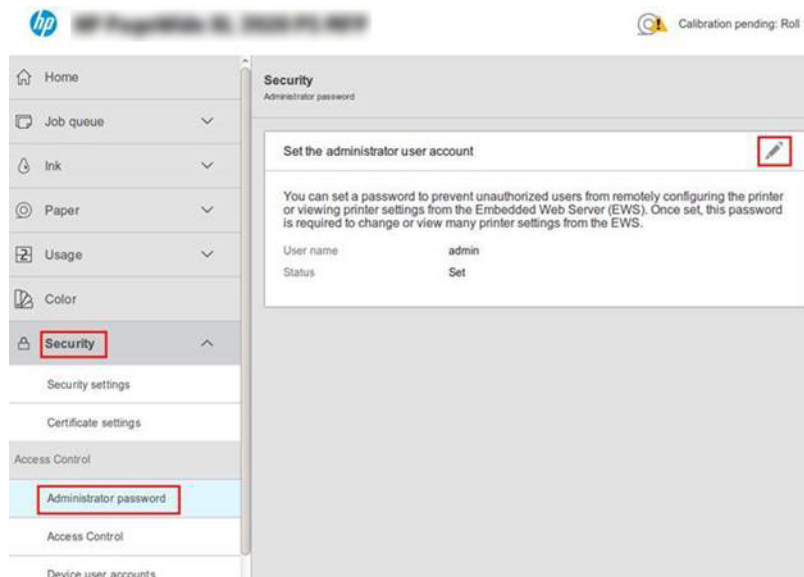 hp
Calibration pending: Roll
Home
Job queue
Ink
Paper
Usage
Color
Security
Security settings
Certificate settings
Access Control
Administrator password
Access Control
Device user accounts
Security
Administrator password
Set the administrator user account
You can set a password to prevent unauthorized users from remotely configuring the printer
or viewing printer settings from the Embedded Web Server (EWS). Once set, this password
is required to change or view many printer settings from the EWS.
User name admin
Status Set